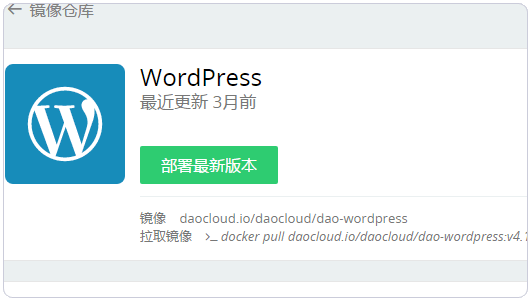 ← 镜像仓库
WordPress
最近更新 3月前
部署最新版本
镜像 daocloud.io/daocloud/dao-wordpress
拉取镜像 >_ docker pull daocloud.io/daocloud/dao-wordpress:v4.